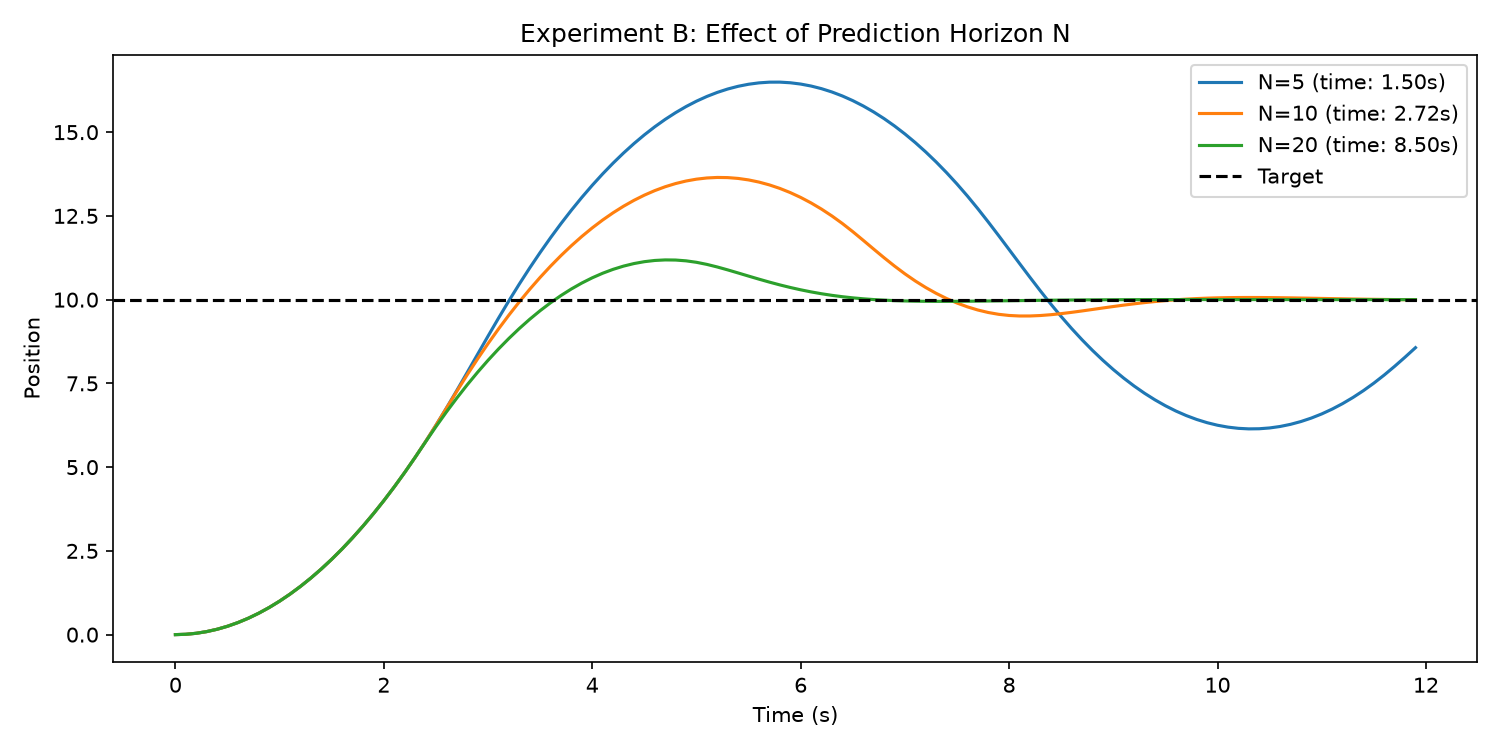 Experiment B: Effect of Prediction Horizon N
N=5 (time: 1.50s)
N=10 (time: 2.72s)
N=20 (time: 8.50s)
Target
Position
15.0
12.5
10.0
7.5
5.0
2.5
0.0
0 2 4 6 8 10 12
Time (s)